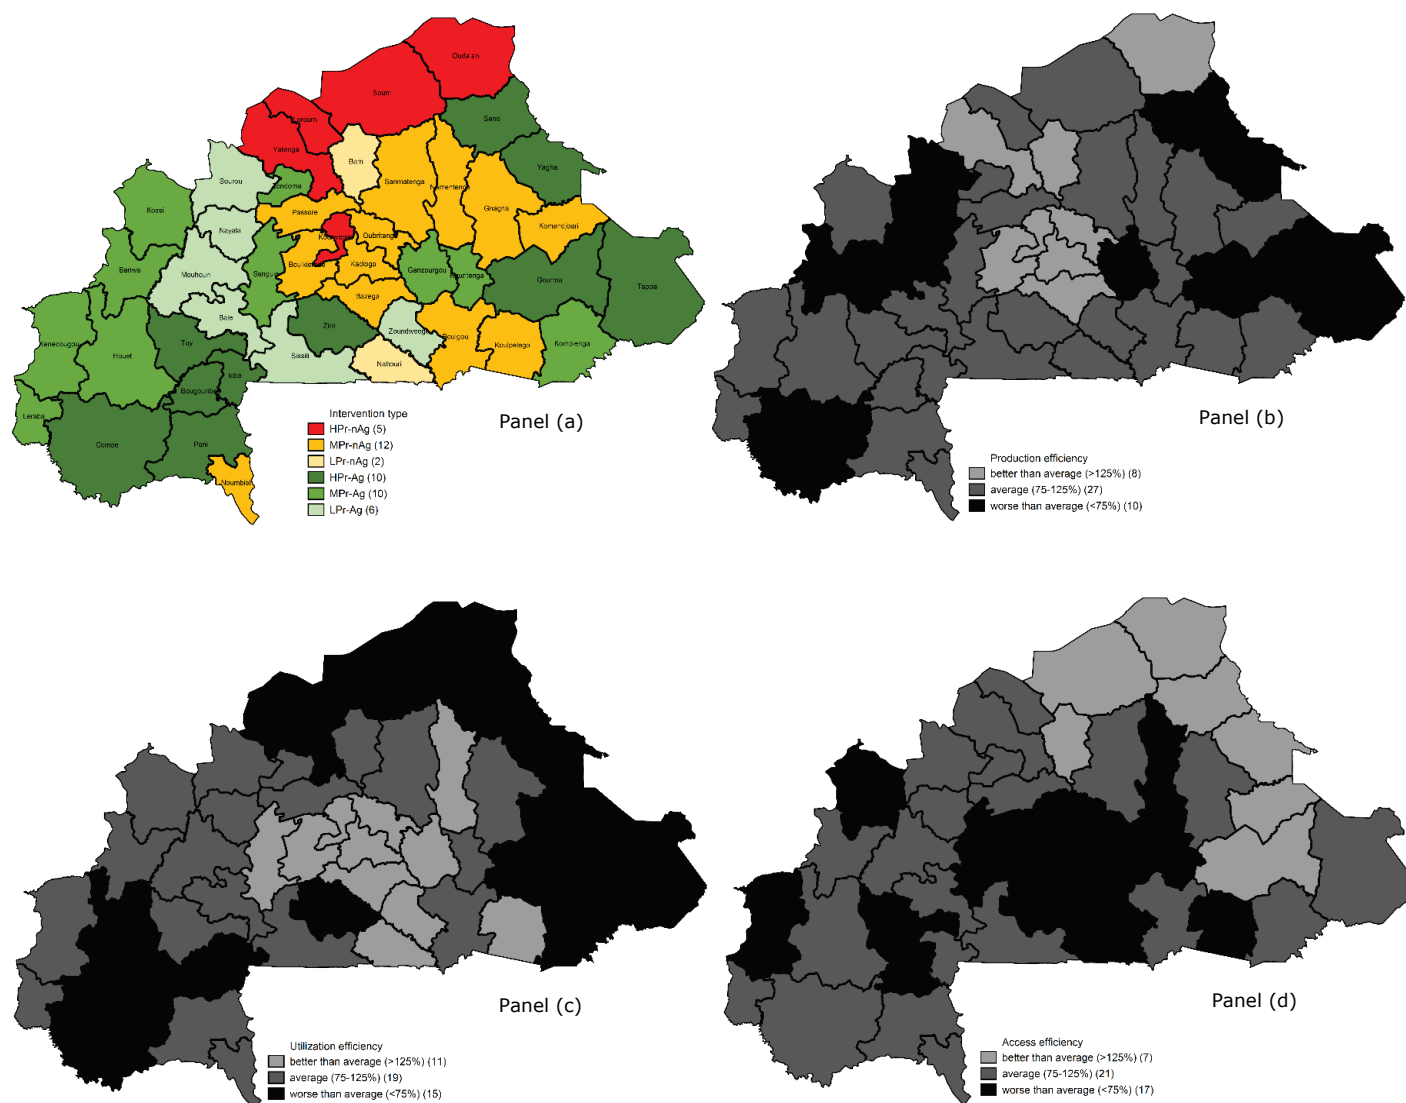 Oudalan
Soum
Loroum
Seno
Yatenga
Bam
Yagha
Sourou
Zondoma
Sanmatenga
Namentenga
Kossi
Passore
Gnagna
Komandjoari
Nayala
Kourweogo
Oubritenga
Banwa
Mouhoun
Sanguie
Boulkiemde
Kadiogo
Ganzourgou
Kouritenga
Gourma
Tapoa
Bazega
Bale
Ziro
Zoundweogo
Boulgou
Koulpelogo
Kompienga
Kenedougou
Houet
Tuy
Sissili
Nahouri
Ioba
Bougouriba
Leraba
Comoe
Poni
Noumbiel
Intervention type
HPr-nAg (5)
MPr-nAg (12)
LPr-nAg (2)
HPr-Ag (10)
MPr-Ag (10)
LPr-Ag (6)
Panel (a)
Panel (b)
Production efficiency
better than average (>125%) (8)
average (75-125%) (27)
worse than average (<75%) (10)
Panel (c)
Utilization efficiency
better than average (>125%) (11)
average (75-125%) (19)
worse than average (<75%) (15)
Panel (d)
Access efficiency
better than average (>125%) (7)
average (75-125%) (21)
worse than average (<75%) (17)